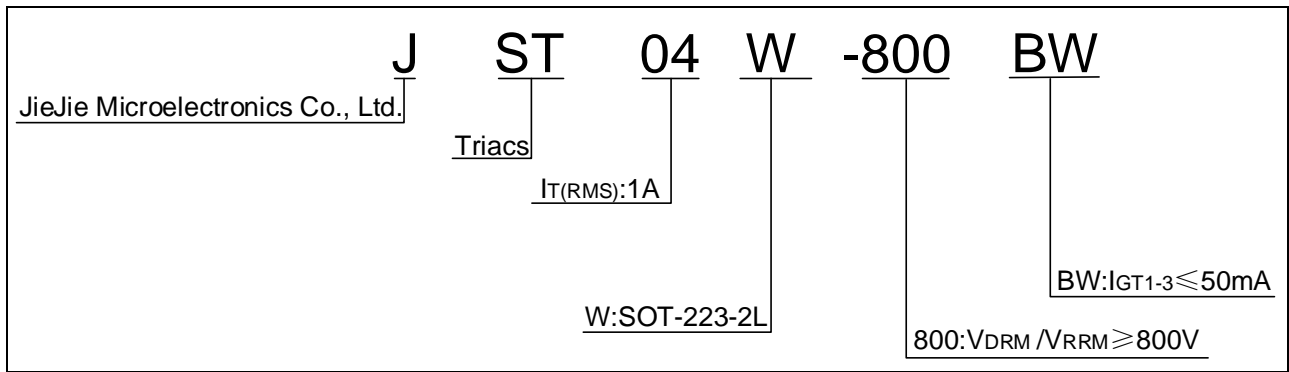 J ST 04 W -800 BW
JieJie Microelectronics Co., Ltd.
Triacs
IT(RMS):1A
BW:IGT1-3≤50mA
W:SOT-223-2L
800:VDRM /VRRM≥800V